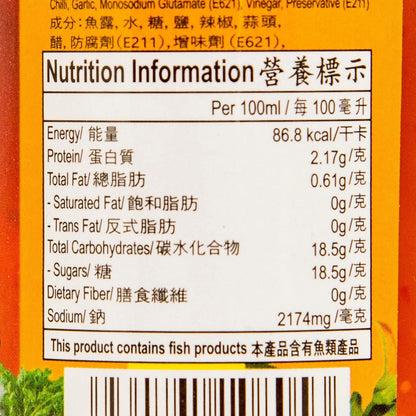 Chilli, Garlic, Monosodium Glutamate (E621), Vinegar, Preservative (E211)
成分: 魚露, 水, 糖, 鹽, 辣椒, 蒜頭,
醋, 防腐劑 (E211), 增味劑 (E621),
Nutrition Information 營養標示
Per 100ml / 每 100毫升
Energy/ 能量 86.8 kcal/千卡
Protein/ 蛋白質 2.17g/克
Total Fat/ 總脂肪 0.61g/克
- Saturated Fat/ 飽和脂肪 0g/克
- Trans Fat/ 反式脂肪 0g/克
Total Carbohydrates/ 碳水化合物 18.5g/克
- Sugars/ 糖 18.5g/克
Dietary Fiber/ 膳食纖維 0g/克
Sodium/ 鈉 2174mg/毫克
This product contains fish products 本產品含有魚類產品